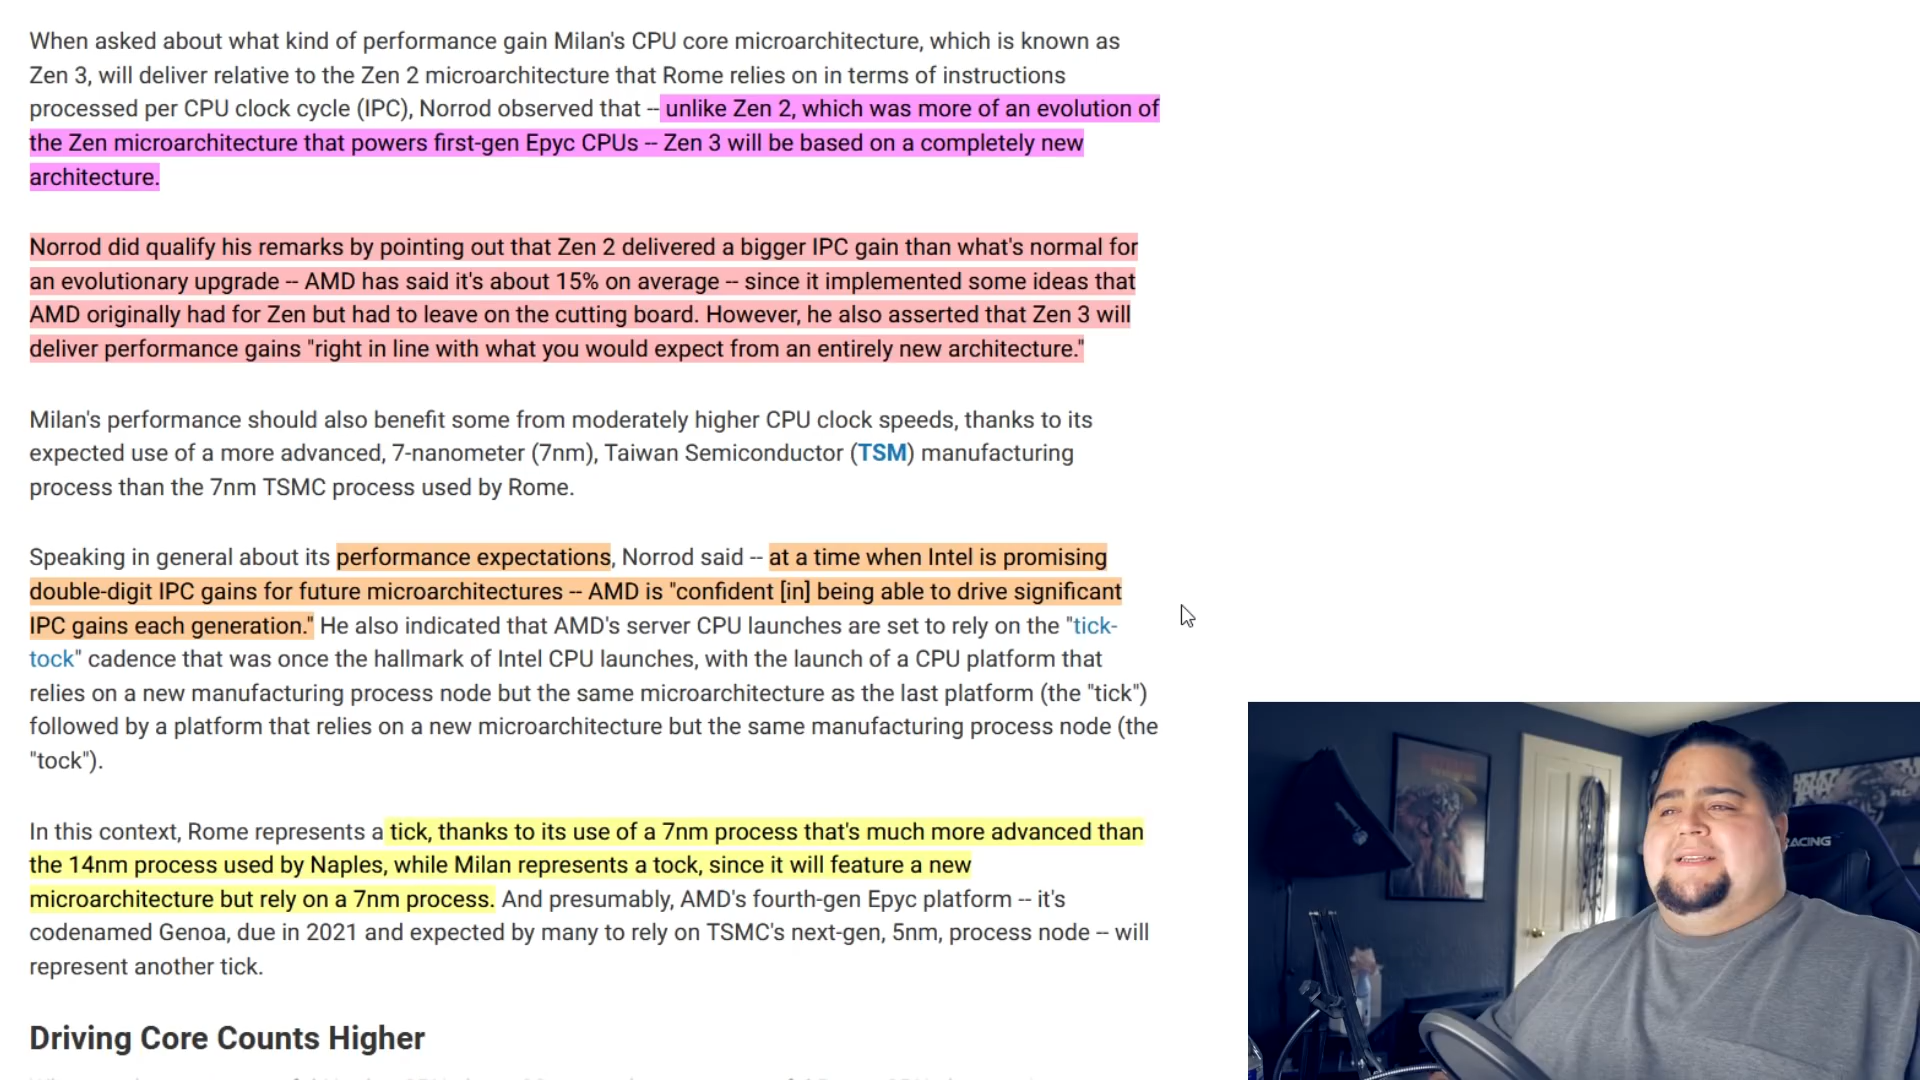 When asked about what kind of performance gain Milan's CPU core microarchitecture, which is known as
Zen 3, will deliver relative to the Zen 2 microarchitecture that Rome relies on in terms of instructions
processed per CPU clock cycle (IPC), Norrod observed that -- unlike Zen 2, which was more of an evolution of
the Zen microarchitecture that powers first-gen Epyc CPUs -- Zen 3 will be based on a completely new
architecture.
Norrod did qualify his remarks by pointing out that Zen 2 delivered a bigger IPC gain than what's normal for
an evolutionary upgrade -- AMD has said it's about 15% on average -- since it implemented some ideas that
AMD originally had for Zen but had to leave on the cutting board. However, he also asserted that Zen 3 will
deliver performance gains "right in line with what you would expect from an entirely new architecture."
Milan's performance should also benefit some from moderately higher CPU clock speeds, thanks to its
expected use of a more advanced, 7-nanometer (7nm), Taiwan Semiconductor (TSM) manufacturing
process than the 7nm TSMC process used by Rome.
Speaking in general about its performance expectations, Norrod said -- at a time when Intel is promising
double-digit IPC gains for future microarchitectures -- AMD is "confident [in] being able to drive significant
IPC gains each generation." He also indicated that AMD's server CPU launches are set to rely on the "tick-
tock" cadence that was once the hallmark of Intel CPU launches, with the launch of a CPU platform that
relies on a new manufacturing process node but the same microarchitecture as the last platform (the "tick")
followed by a platform that relies on a new microarchitecture but the same manufacturing process node (the
"tock").
In this context, Rome represents a tick, thanks to its use of a 7nm process that's much more advanced than
the 14nm process used by Naples, while Milan represents a tock, since it will feature a new
microarchitecture but rely on a 7nm process. And presumably, AMD's fourth-gen Epyc platform -- it's
codenamed Genoa, due in 2021 and expected by many to rely on TSMC's next-gen, 5nm, process node -- will
represent another tick.
Driving Core Counts Higher